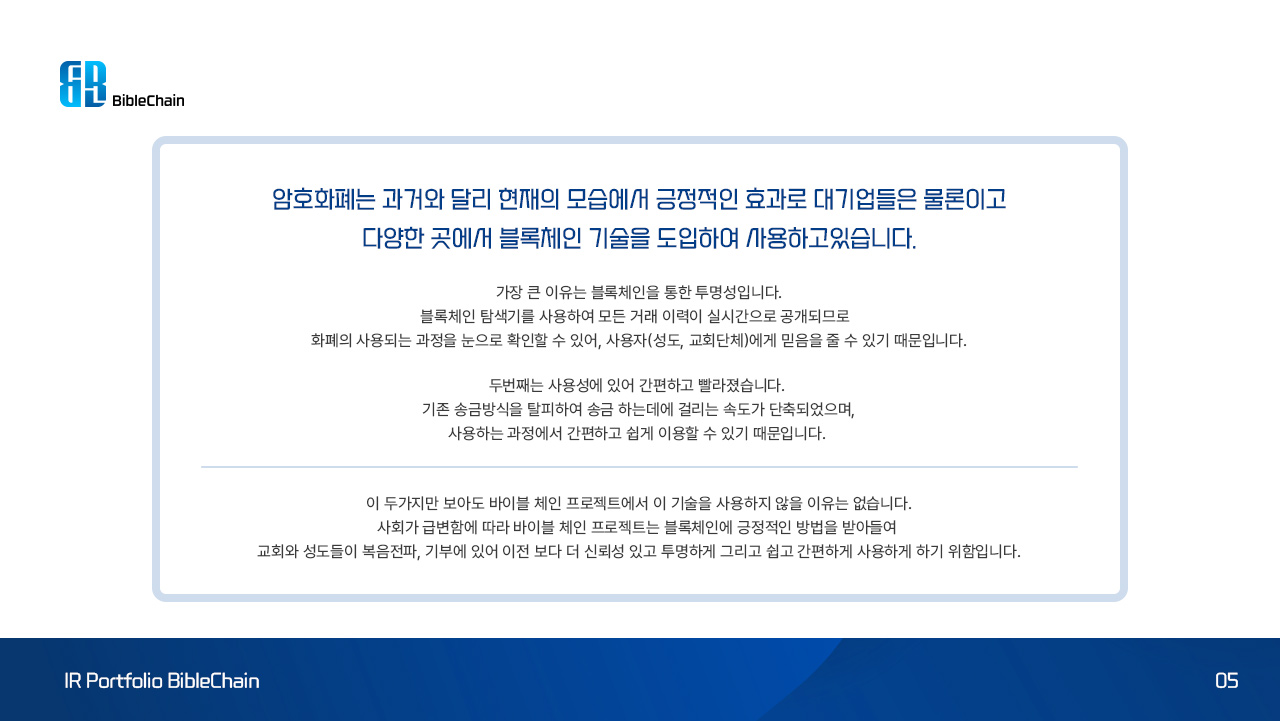 BibleChain
암호화폐는 과거와 달리 현재의 모습에서 긍정적인 효과로 대기업들은 물론이고
다양한 곳에서 블록체인 기술을 도입하여 사용하고있습니다.
가장 큰 이유는 블록체인을 통한 투명성입니다.
블록체인 탐색기를 사용하여 모든 거래 이력이 실시간으로 공개되므로
화폐의 사용되는 과정을 눈으로 확인할 수 있어, 사용자(성도, 교회단체)에게 믿음을 줄 수 있기 때문입니다.
두번째는 사용성에 있어 간편하고 빨라졌습니다.
기존 송금방식을 탈피하여 송금 하는데에 걸리는 속도가 단축되었으며,
사용하는 과정에서 간편하고 쉽게 이용할 수 있기 때문입니다.
이 두가지만 보아도 바이블 체인 프로젝트에서 이 기술을 사용하지 않을 이유는 없습니다.
사회가 급변함에 따라 바이블 체인 프로젝트는 블록체인에 긍정적인 방법을 받아들여
교회와 성도들이 복음전파, 기부에 있어 이전 보다 더 신뢰성 있고 투명하게 그리고 쉽고 간편하게 사용하게 하기 위함입니다.
IR Portfolio BibleChain
05